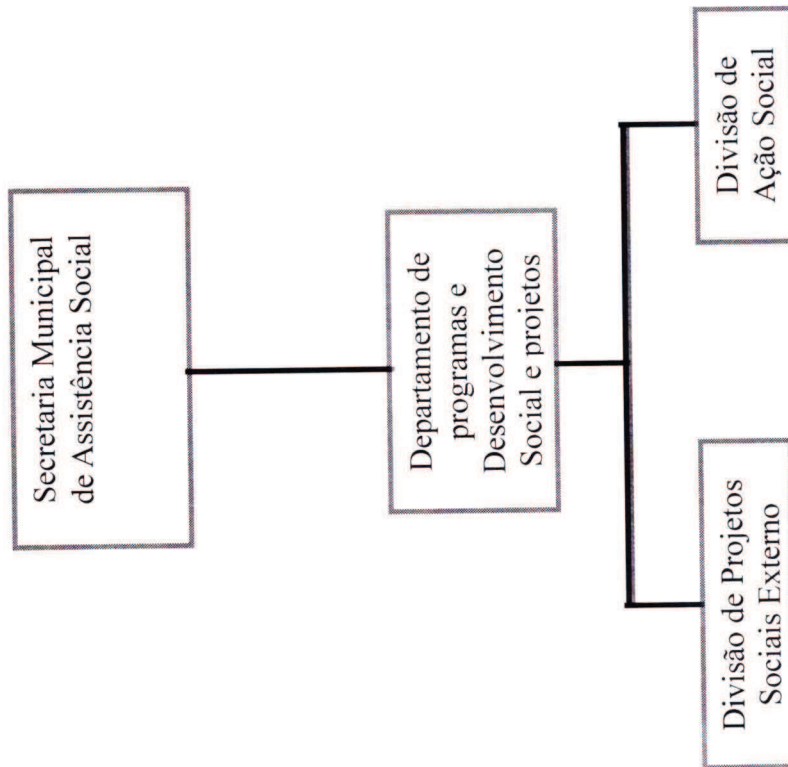 Secretaria Municipal
de Assistência Social
Departamento de
programas e
Desenvolvimento
Social e projetos
Divisão de Projetos
Sociais Externo
Divisão de
Ação Social